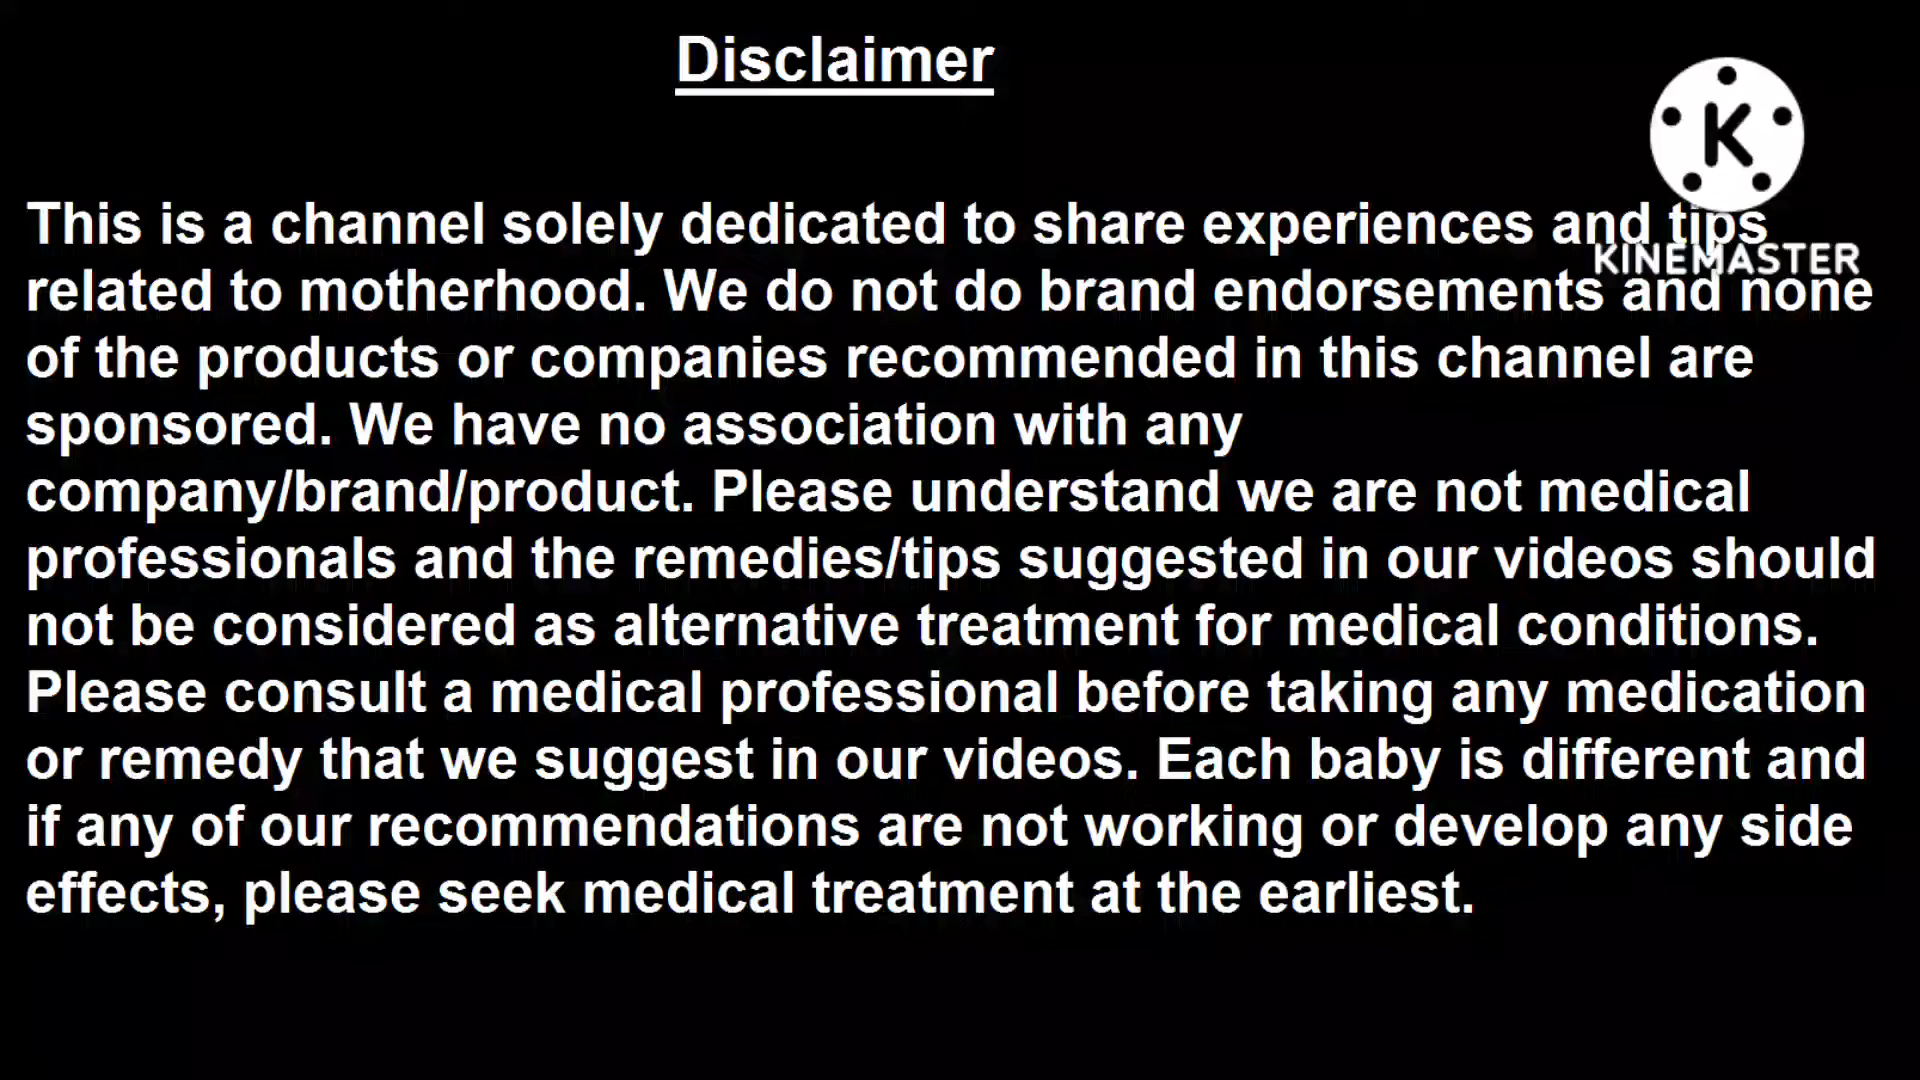 Disclaimer
K
This is a channel solely dedicated to share experiences and tips
KINEMASTER
related to motherhood. We do not do brand endorsements and none
of the products or companies recommended in this channel are
sponsored. We have no association with any
company/brand/product. Please understand we are not medical
professionals and the remedies/tips suggested in our videos should
not be considered as alternative treatment for medical conditions.
Please consult a medical professional before taking any medication
or remedy that we suggest in our videos. Each baby is different and
if any of our recommendations are not working or develop any side
effects, please seek medical treatment at the earliest.